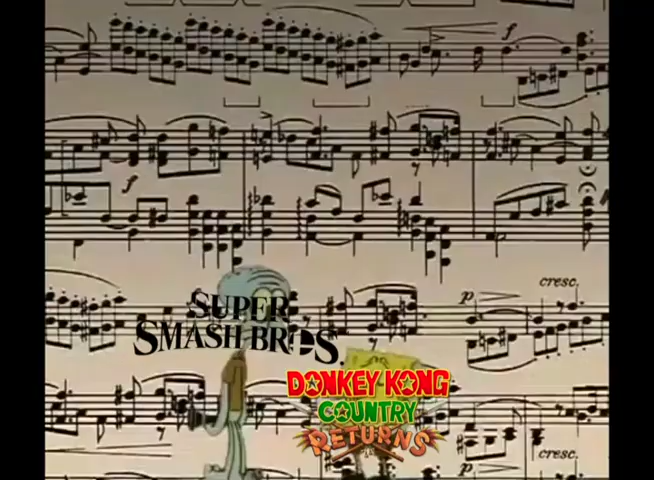 f
f
cresc.
p
SUPER
SMASH BROS.
DONKEY KONG
COUNTRY
RETURNS
cresc.
p